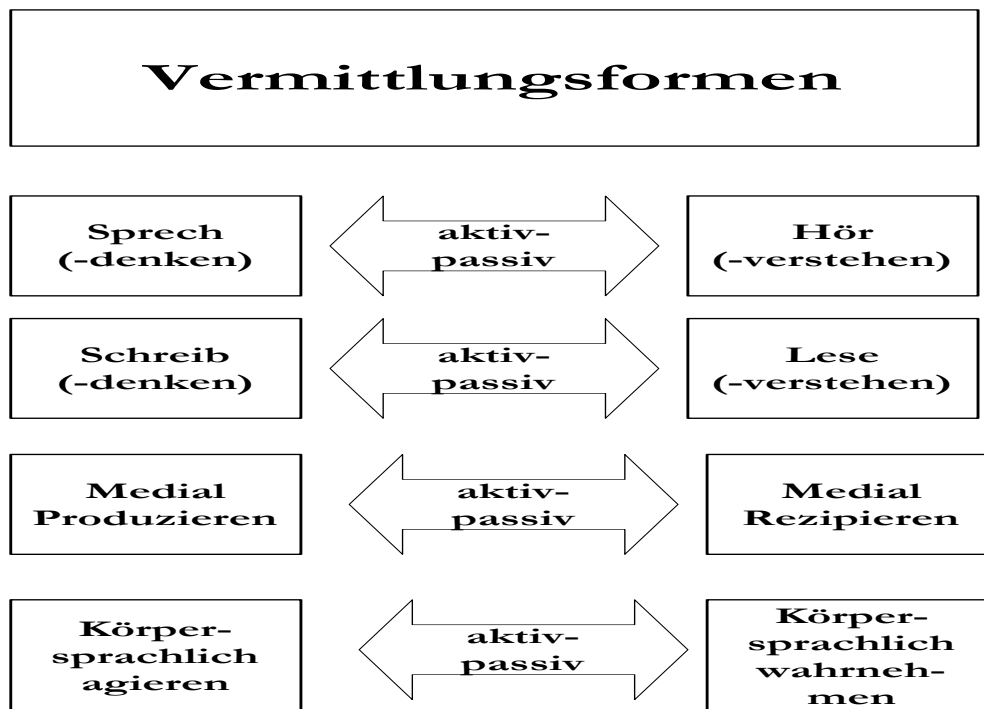 Vermittlungsformen
Sprech
(-denken)
aktiv-
passiv
Hör
(-verstehen)
Schreib
(-denken)
aktiv-
passiv
Lese
(-verstehen)
Medial
Produzieren
aktiv-
passiv
Medial
Rezipieren
Körper-
sprachlich
agieren
aktiv-
passiv
Körper-
sprachlich
wahrneh-
men